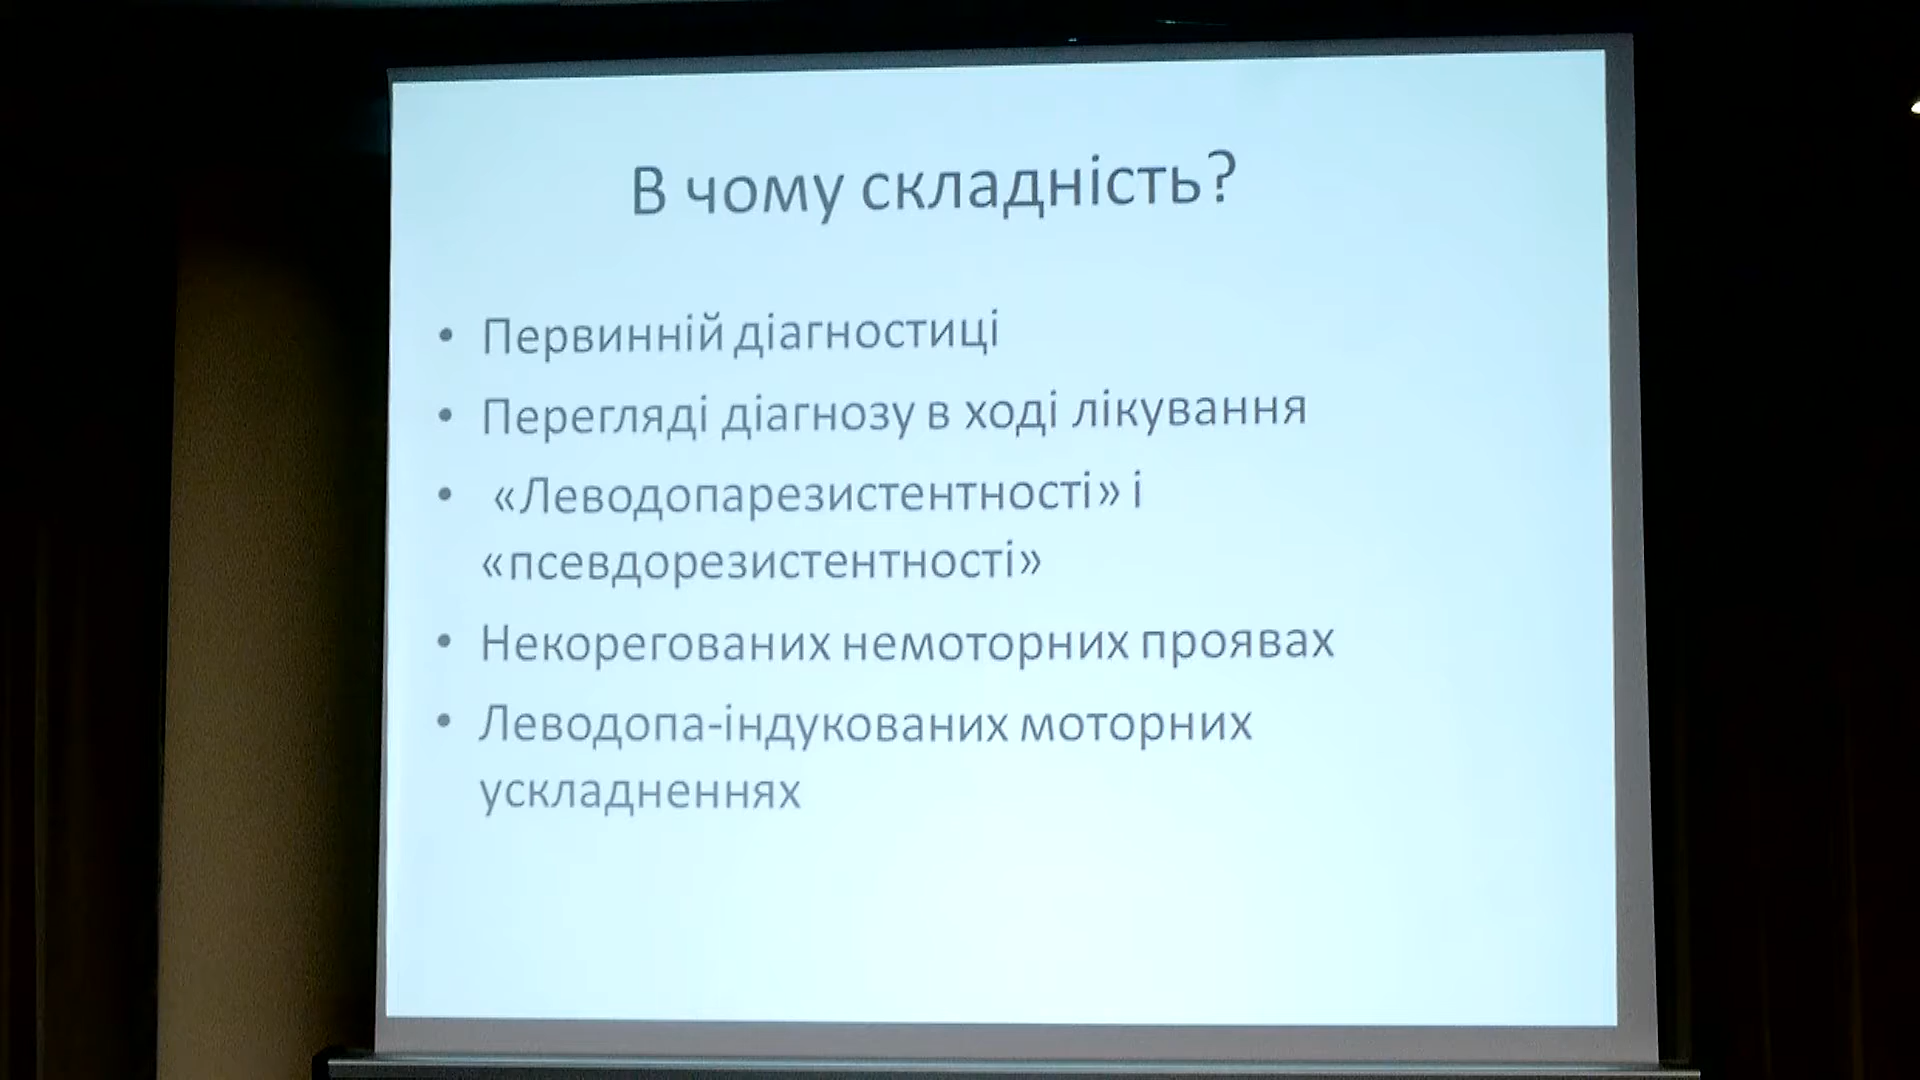 В чому складність?
• Первинній діагностиці
• Перегляді діагнозу в ході лікування
• «Леводопарезистентності» і
«псевдорезистентності»
• Некорегованих немоторних проявах
• Леводопа-індукованих моторних
ускладненнях